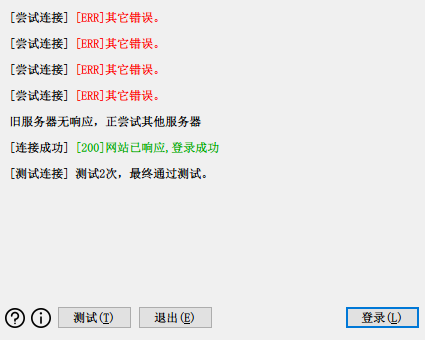 [尝试连接] [ERR]其它错误。
[尝试连接] [ERR]其它错误。
[尝试连接] [ERR]其它错误。
[尝试连接] [ERR]其它错误。
旧服务器无响应，正尝试其他服务器
[连接成功] [200]网站已响应,登录成功
[测试连接] 测试2次，最终通过测试。
测试(T) 退出(E) 登录(L)